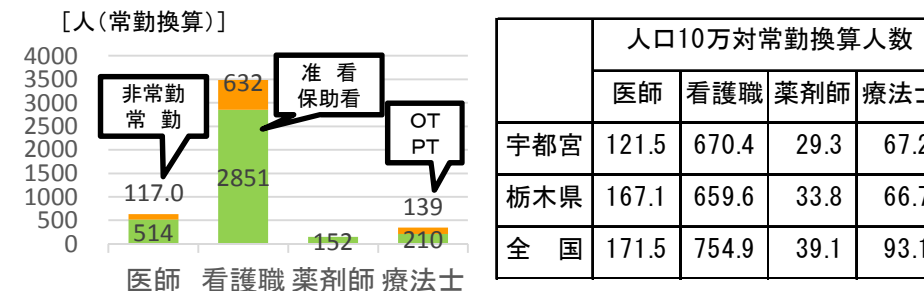 [人(常勤換算)]
4000
3500
3000
2500
2000
1500
1000
500
0
非常勤
常 勤
准 看
保助看
OT
PT
117.0
514
632
2851
152
139
210
医師 看護職 薬剤師 療法士
人口10万対常勤換算人数
医師 看護職 薬剤師 療法士
宇都宮 121.5 670.4 29.3 67.2
栃木県 167.1 659.6 33.8 66.7
全 国 171.5 754.9 39.1 93.1